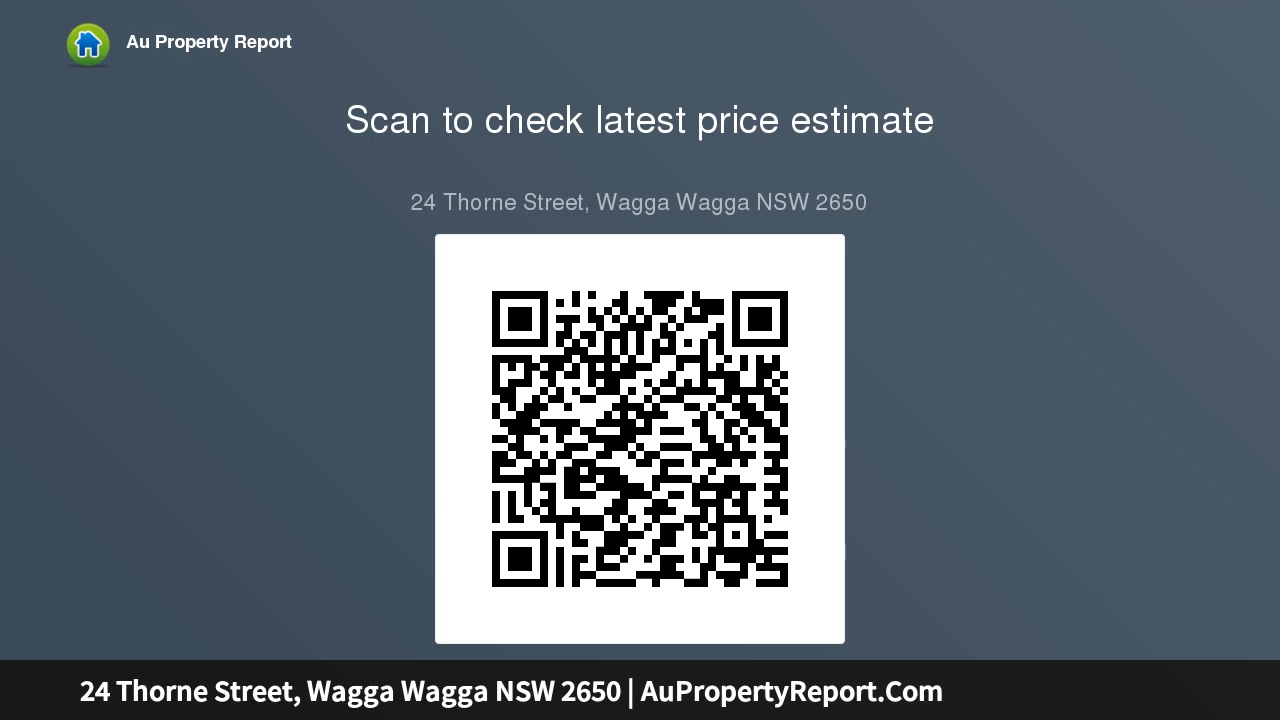 Au Property Report
Scan to check latest price estimate
24 Thorne Street, Wagga Wagga NSW 2650
24 Thorne Street, Wagga Wagga NSW 2650 | AuPropertyReport.Com